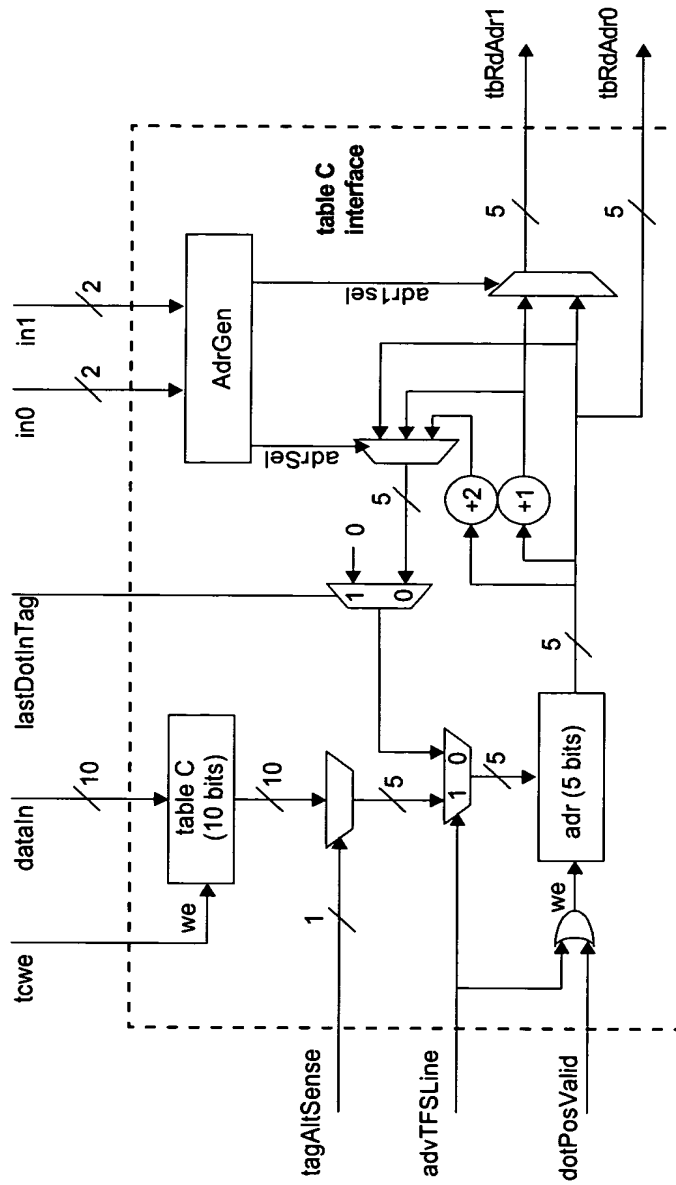 tcwe
dataIn
lastDotInTag
in0
in1
10
2
2
we
table C
(10 bits)
AdrGen
table C
interface
10
adrSel
adr1sel
tagAltSense
1
5
1
0
0
5
5
tbRdAdr1
advTFSLine
1
0
5
+2
+1
5
tbRdAdr0
we
adr (5 bits)
5
dotPosValid